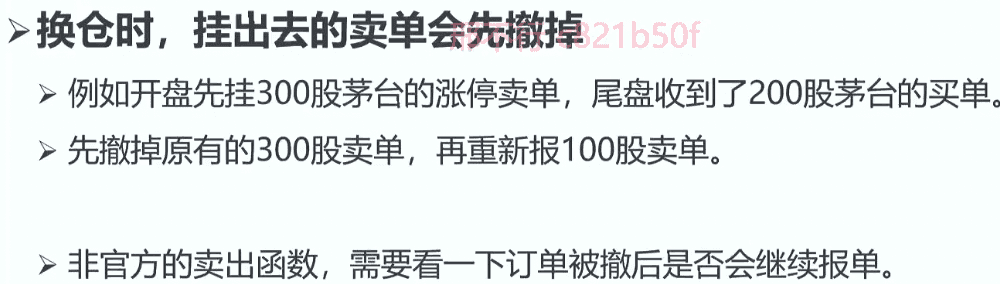 ➢换仓时，挂出去的卖单会先撤掉
➢ 例如开盘先挂300股茅台的涨停卖单，尾盘收到了200股茅台的买单。
➢ 先撤掉原有的300股卖单，再重新报100股卖单。
➢ 非官方的卖出函数，需要看一下订单被撤后是否会继续报单。